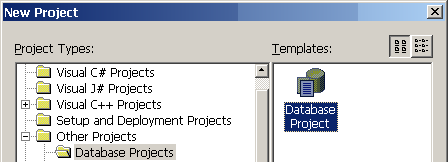 New Project
Project Types:
Templates:
Visual C# Projects
Visual J# Projects
Visual C++ Projects
Setup and Deployment Projects
Other Projects
Database Projects
Database
Project